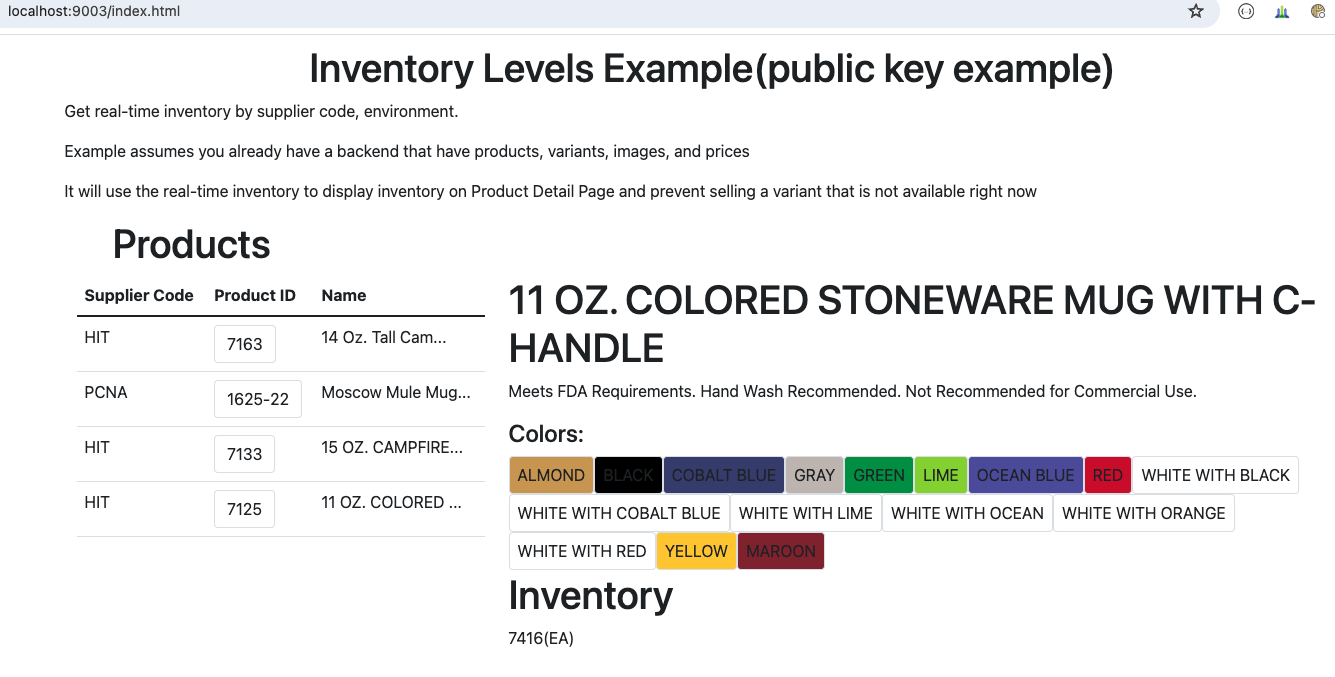 localhost:9003/index.html
Inventory Levels Example(public key example)
Get real-time inventory by supplier code, environment.
Example assumes you already have a backend that have products, variants, images, and prices
It will use the real-time inventory to display inventory on Product Detail Page and prevent selling a variant that is not available right now
Products
Supplier Code Product ID Name
HIT 7163 14 Oz. Tall Cam...
PCNA 1625-22 Moscow Mule Mug...
HIT 7133 15 OZ. CAMPFIRE...
HIT 7125 11 OZ. COLORED ...
11 OZ. COLORED STONEWARE MUG WITH C-
HANDLE
Meets FDA Requirements. Hand Wash Recommended. Not Recommended for Commercial Use.
Colors:
ALMOND BLACK COBALT BLUE GRAY GREEN LIME OCEAN BLUE RED WHITE WITH BLACK
WHITE WITH COBALT BLUE WHITE WITH LIME WHITE WITH OCEAN WHITE WITH ORANGE
WHITE WITH RED YELLOW MAROON
Inventory
7416(EA)